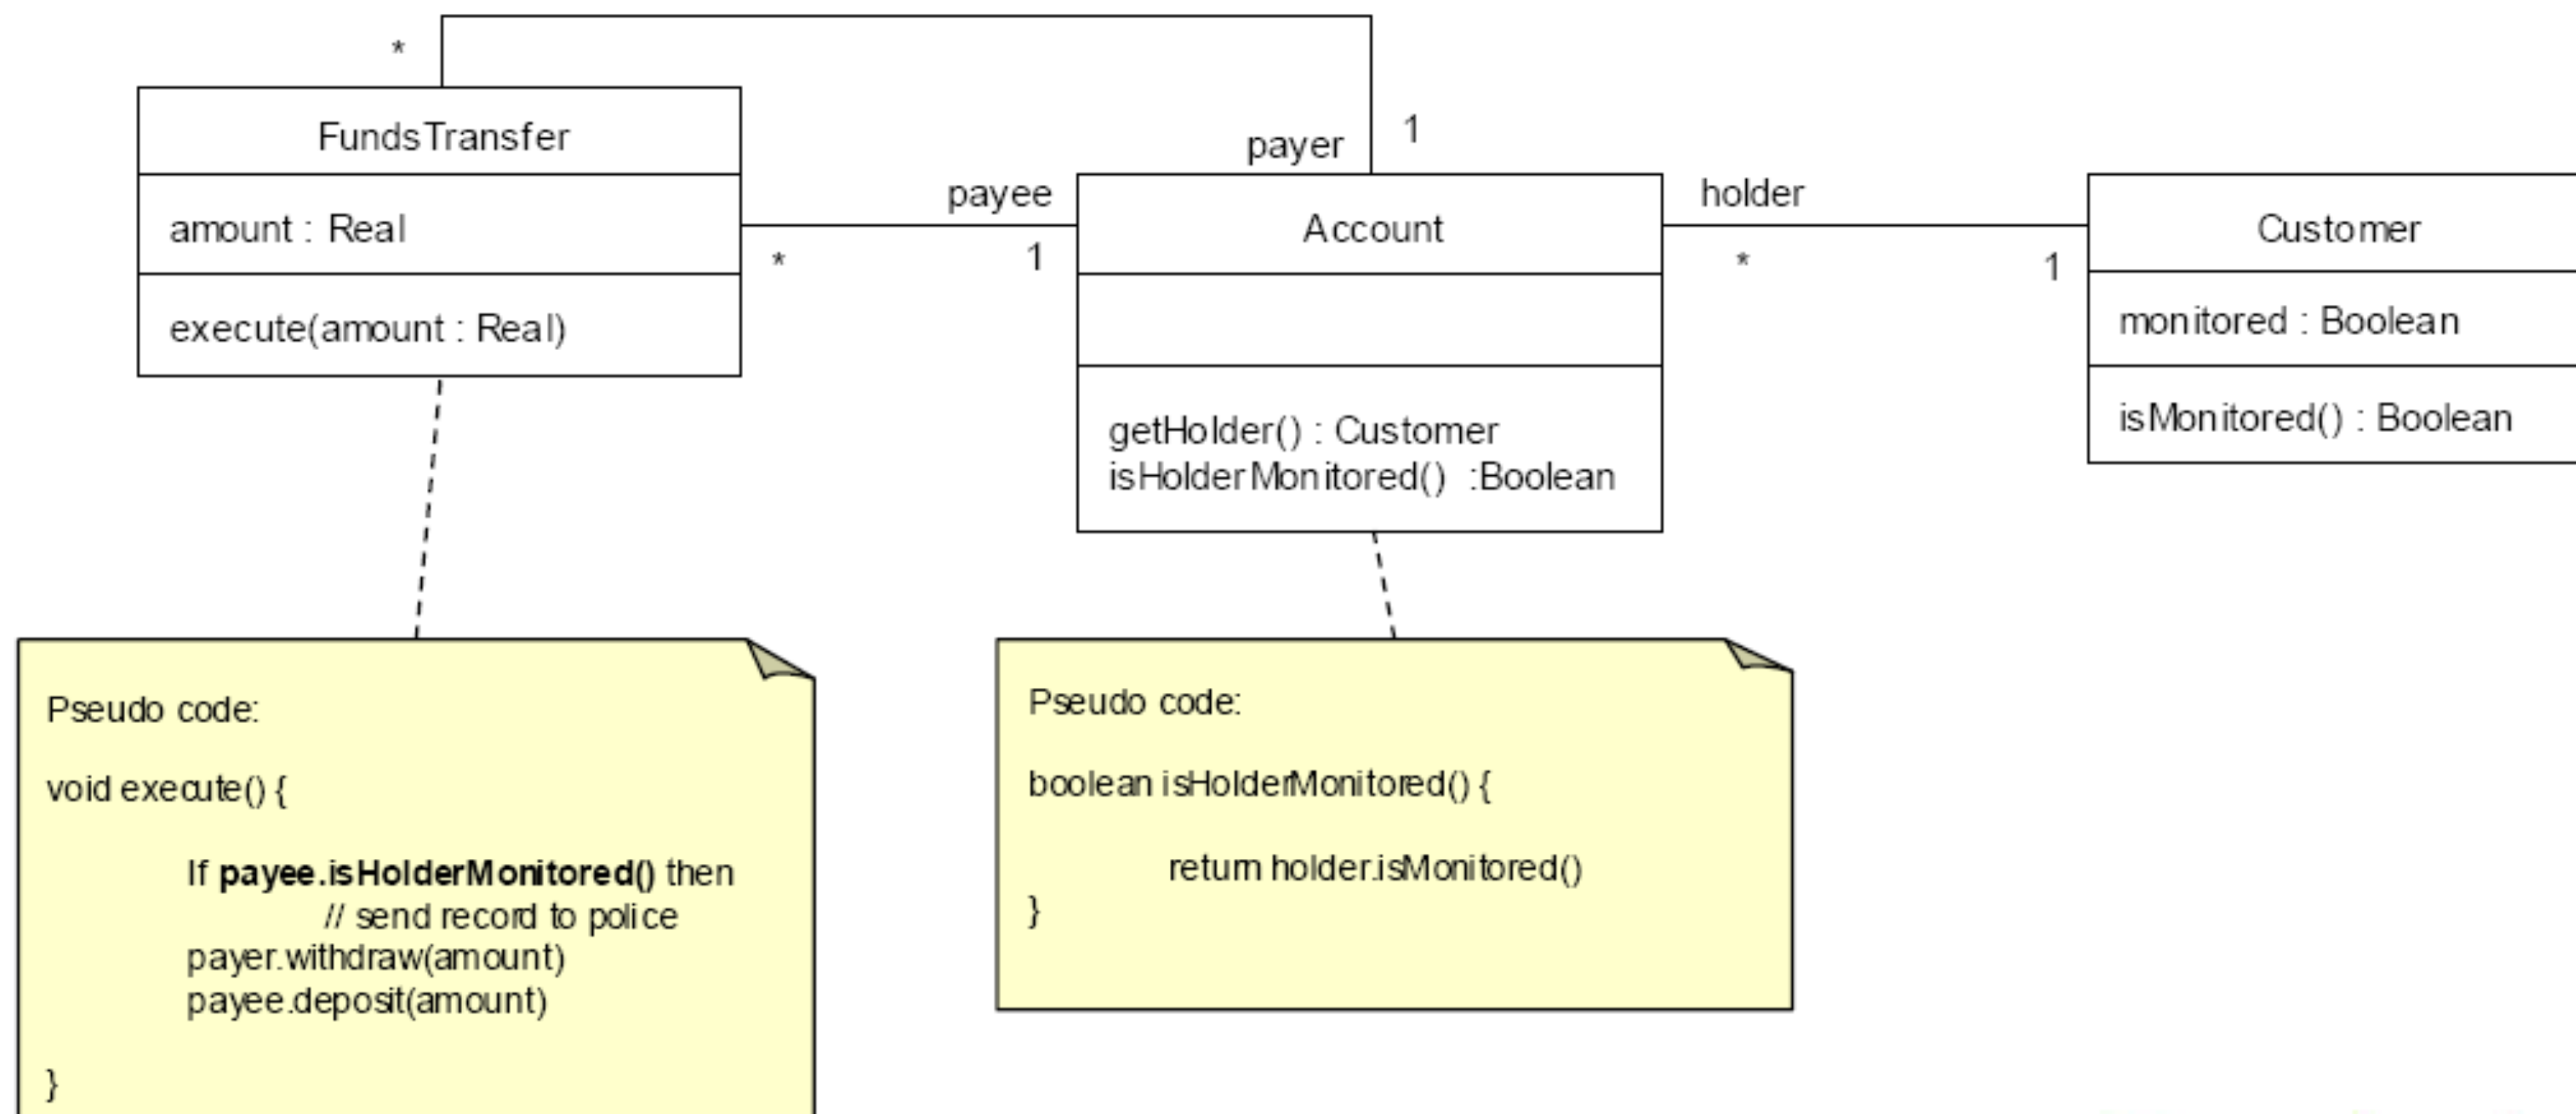 *
FundsTransfer
amount : Real
execute(amount : Real)
*
payee
1
payer
1
Account
getHolder() : Customer
isHolderMonitored() :Boolean
holder
*
1
Customer
monitored : Boolean
isMonitored() : Boolean
Pseudo code:
void execute() {
If payee.isHolderMonitored() then
// send record to police
payer.withdraw(amount)
payee.deposit(amount)
}
Pseudo code:
boolean isHolderMonitored() {
return holder.isMonitored()
}